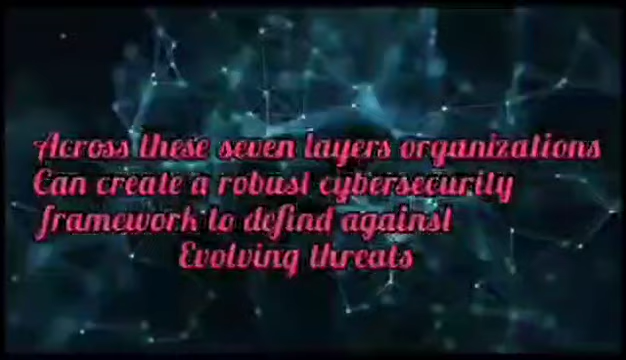 Across these seven layers organizations
Can create a robust cybersecurity
framework to defind against
Evolving threats